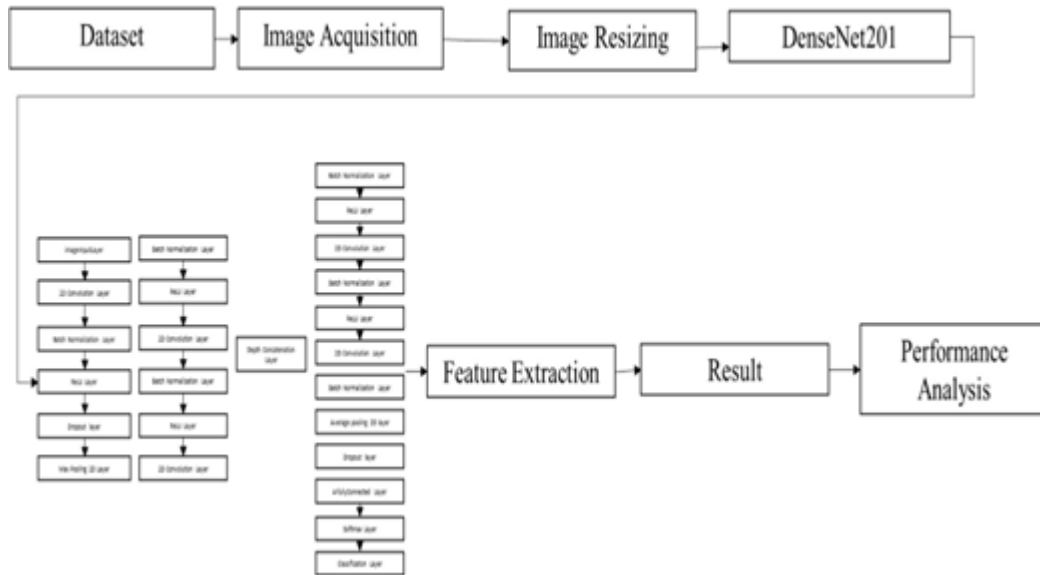 Dataset
Image Acquisition
Image Resizing
DenseNet201
ImageInputLayer
2D Convolution Layer
Batch Normalization Layer
ReLU Layer
Dropout layer
Max Pooling 2D Layer
Batch Normalization Layer
ReLU Layer
2D Convolution Layer
Batch Normalization Layer
ReLU Layer
2D Convolution Layer
Depth Concatenation
Layer
Batch Normalization Layer
ReLU Layer
2D Convolution Layer
Batch Normalization Layer
ReLU Layer
2D Convolution Layer
Batch Normalization Layer
Average pooling 2D layer
Dropout layer
Layer
Softmax Layer
Classification Layer
Feature Extraction
Result
Performance
Analysis